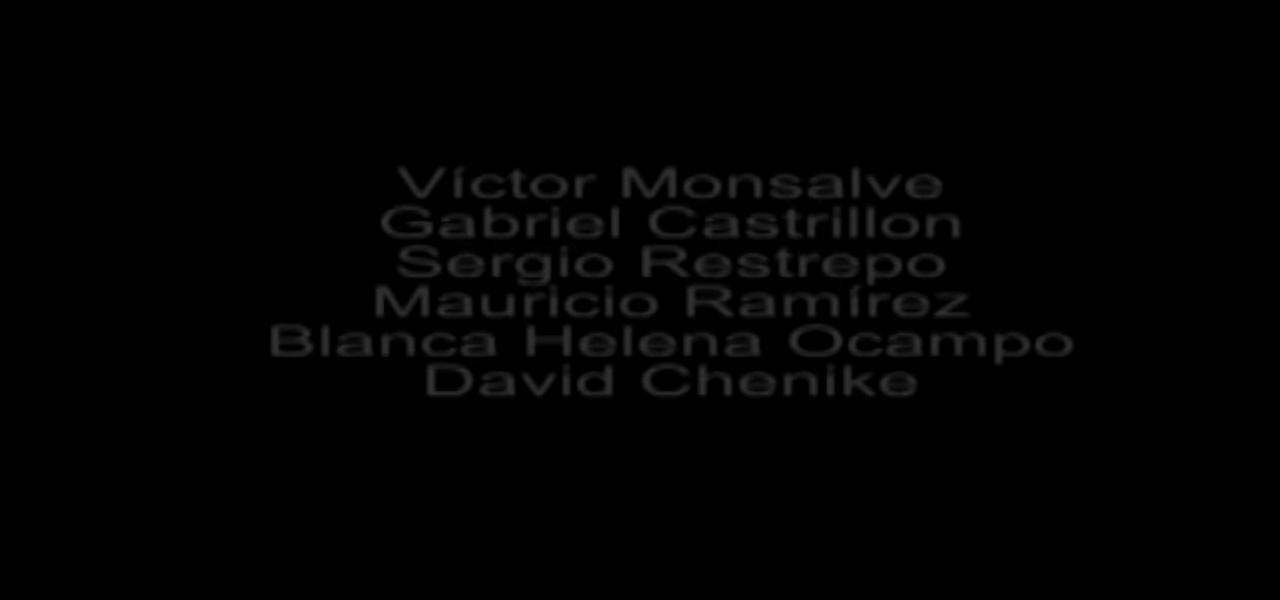 Víctor Monsalve
Gabriel Castrillon
Sergio Restrepo
Mauricio Ramírez
Blanca Helena Ocampo
David Chenike